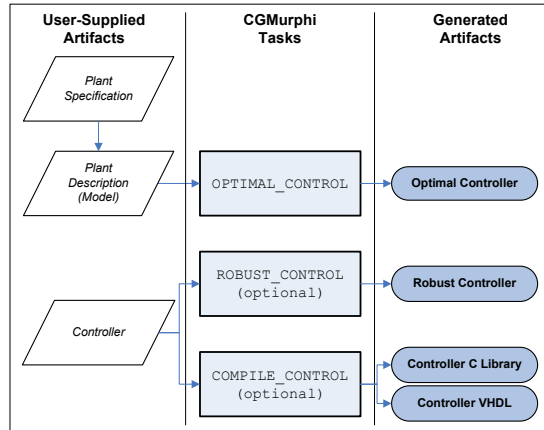 User-Supplied
Artifacts
CGMurphi
Tasks
Generated
Artifacts
Plant
Specification
Plant
Description
(Model)
OPTIMAL_CONTROL
Optimal Controller
ROBUST_CONTROL
(optional)
Robust Controller
Controller
COMPILE_CONTROL
(optional)
Controller C Library
Controller VHDL